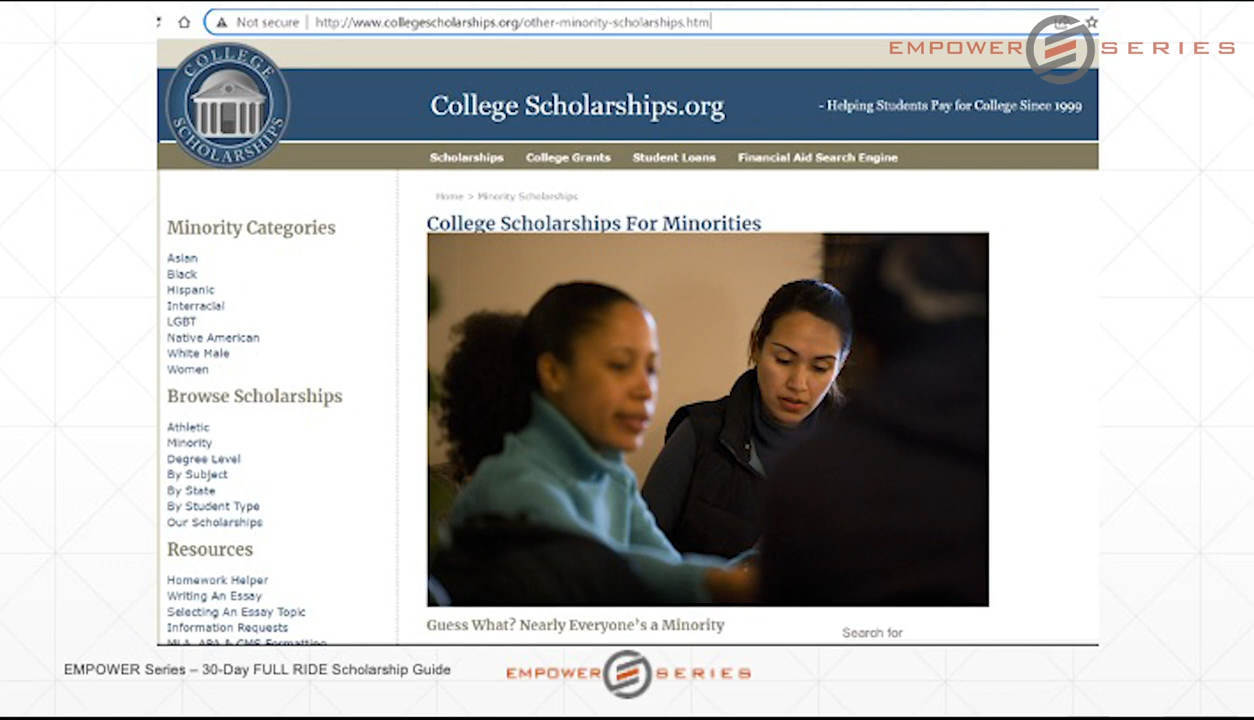 Not secure | http://www.collegescholarships.org/other-minority-scholarships.htm
EMPOWER SERIES
COLLEGE SCHOLARSHIPS
College Scholarships.org
- Helping Students Pay for College Since 1999
Scholarships College Grants Student Loans Financial Aid Search Engine
Home > Minority Scholarships
College Scholarships For Minorities
Minority Categories
Asian
Black
Hispanic
Interracial
LGBT
Native American
White Male
Women
Browse Scholarships
Athletic
Minority
Degree Level
By Subject
By State
By Student Type
Our Scholarships
Resources
Homework Helper
Writing An Essay
Selecting An Essay Topic
Information Requests
MLA, APA & CMS Formatting
Guess What? Nearly Everyone's a Minority
Search for
EMPOWER Series – 30-Day FULL RIDE Scholarship Guide
EMPOWER SERIES